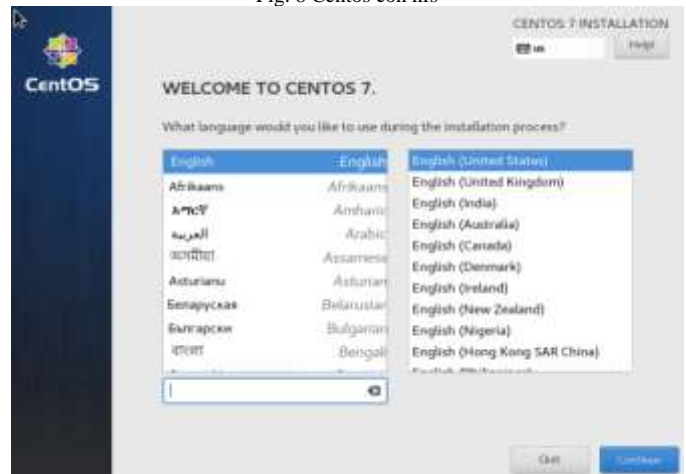 Fig. 6 Centos con nfs
CENTOS 7 INSTALLATION
us
Help!
CentOS
WELCOME TO CENTOS 7.
What language would you like to use during the installation process?
English English English (United States)
Afrikaans Afrikaans English (United Kingdom)
አማርኛ Amharic English (India)
العربية Arabic English (Australia)
অসমীয়া Assamese English (Canada)
Asturianu Asturian English (Denmark)
Беларуская Belarusian English (Ireland)
Български Bulgarian English (New Zealand)
বাংলা Bengali English (Nigeria)
English (Hong Kong SAR China)
English (Philippines)
Quit
Continue